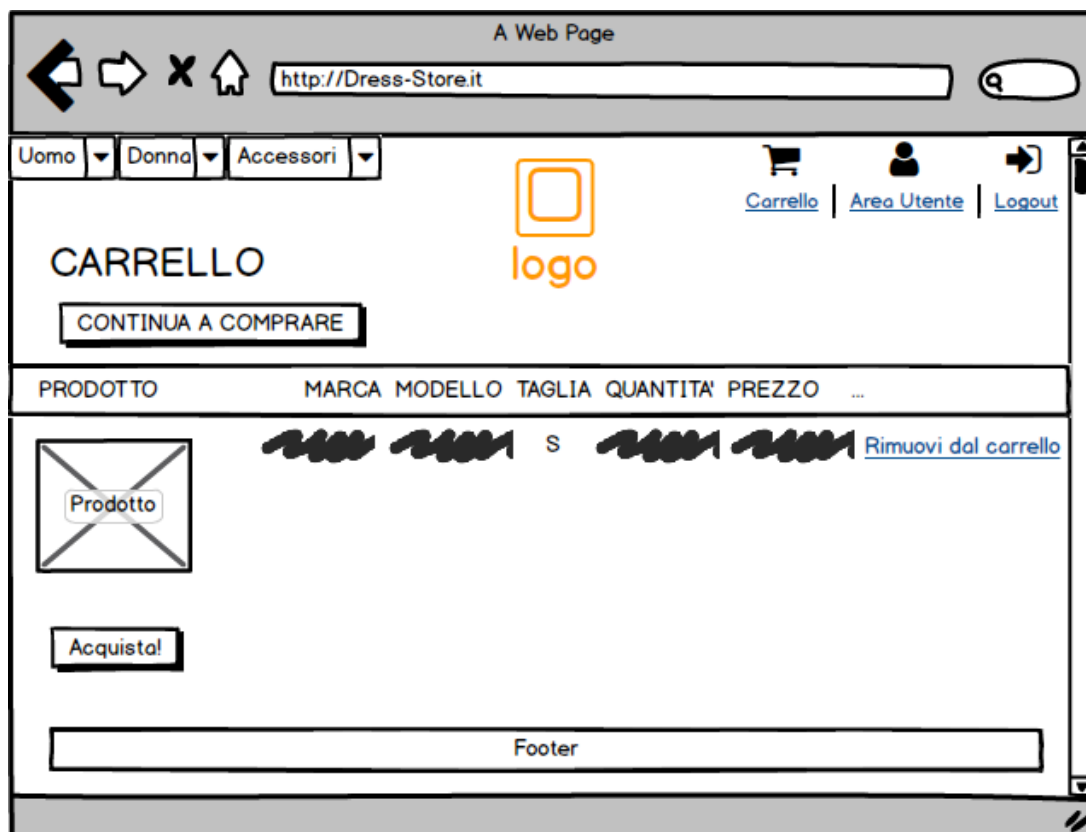 A Web Page
http://Dress-Store.it
Uomo Donna Accessori
Carrello Area Utente Logout
logo
CARRELLO
CONTINUA A COMPRARE
PRODOTTO MARCA MODELLO TAGLIA QUANTITA' PREZZO ...
S Rimuovi dal carrello
Prodotto
Acquista!
Footer